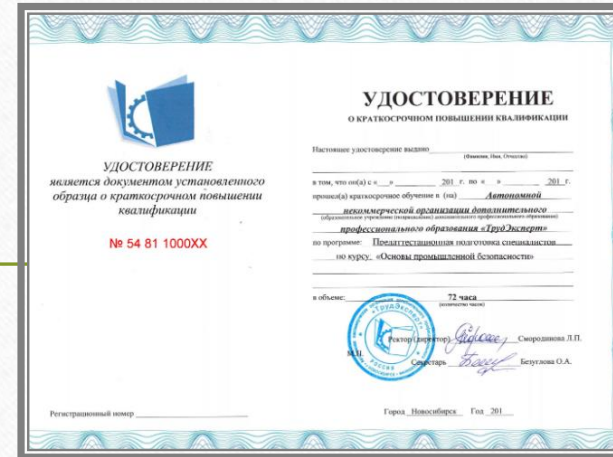 УДОСТОВЕРЕНИЕ
является документом установленного
образца о краткосрочном повышении
квалификации
№ 54 81 1000XX
Регистрационный номер
УДОСТОВЕРЕНИЕ
О КРАТКОСРОЧНОМ ПОВЫШЕНИИ КВАЛИФИКАЦИИ
Настоящее удостоверение выдано
(Фамилия, Имя, Отчество)
в том, что он(а) с « » 201 г. по « » 201 г.
прошел(а) краткосрочное обучение в (на) Автономной
некоммерческой организации дополнительного
профессионального образования «ТрудЭксперт»
по программе: Предаттестационная подготовка специалистов
по курсу «Основы промышленной безопасности»
в объеме: 72 часа
(количество часов)
«ТрудЭксперт»
РОССИЯ
М.П.
Ректор (директор) Смородинова Л.П.
Секретарь Безуглова О.А.
Город Новосибирск Год 201